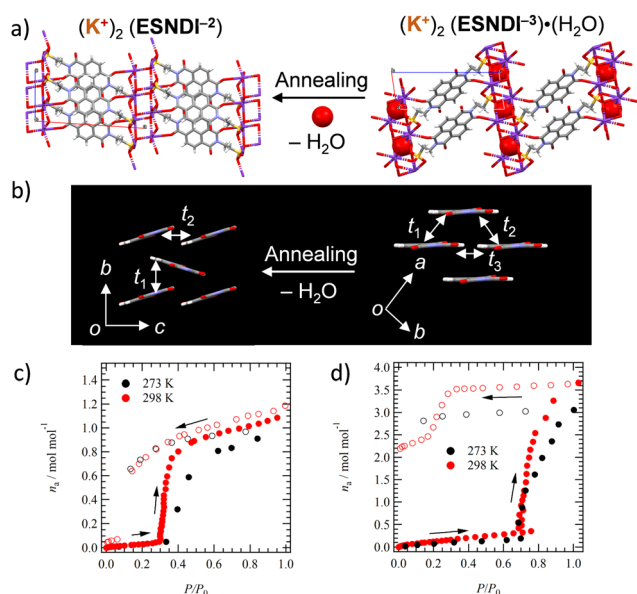 a)
(K⁺)₂ (ESNDI⁻²)
Annealing
– H₂O
(K⁺)₂ (ESNDI⁻³)•(H₂O)
b)
t₂
t₁
b
o
c
Annealing
– H₂O
t₁
t₂
t₃
a
o
b
c)
273 K
298 K
nₐ / mol mol⁻¹
1.4
1.2
1.0
0.8
0.6
0.4
0.2
0.0
0.0 0.2 0.4 0.6 0.8 1.0
P/P₀
d)
273 K
298 K
nₐ / mol mol⁻¹
4.0
3.5
3.0
2.5
2.0
1.5
1.0
0.5
0.0
0.0 0.2 0.4 0.6 0.8 1.0
P/P₀